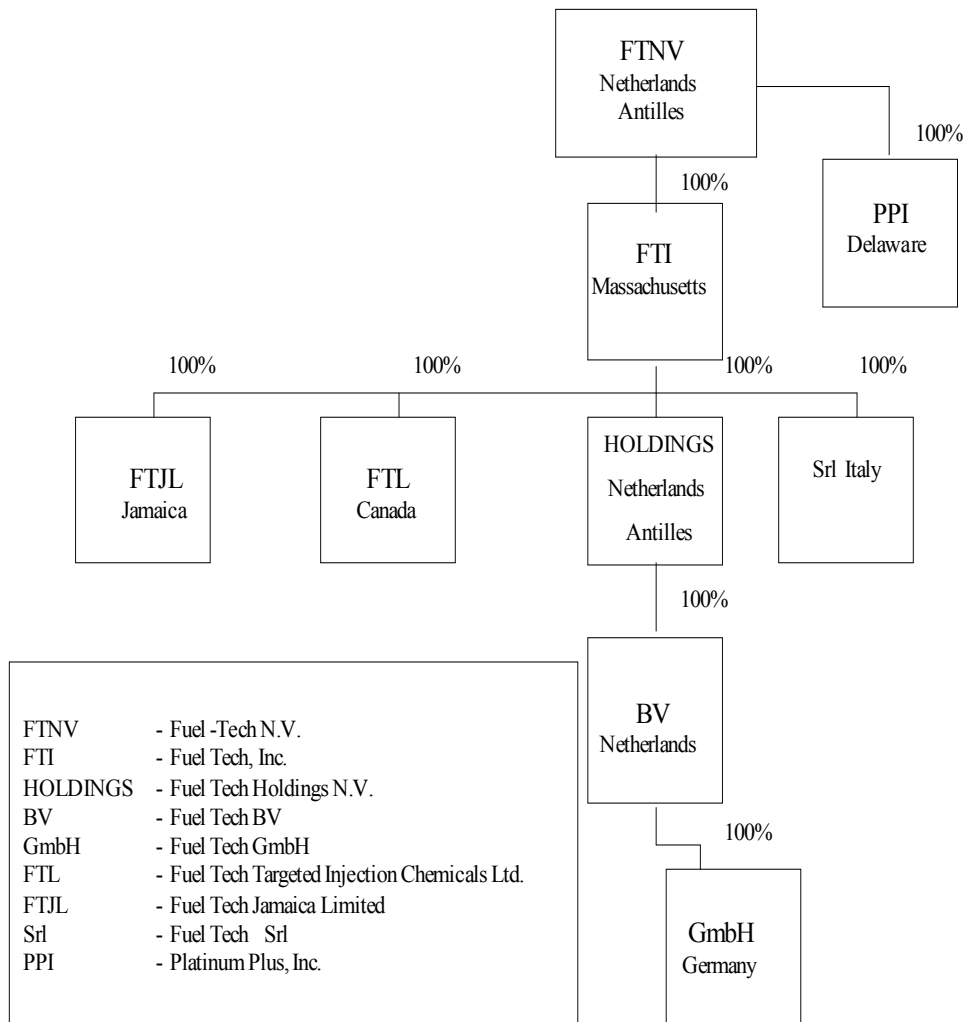 FTNV
Netherlands
Antilles
100%
100%
PPI
Delaware
FTI
Massachusetts
100%
100%
100%
100%
FTJL
Jamaica
FTL
Canada
HOLDINGS
Netherlands
Antilles
Srl Italy
100%
BV
Netherlands
100%
GmbH
Germany
FTNV - Fuel -Tech N.V.
FTI - Fuel Tech, Inc.
HOLDINGS - Fuel Tech Holdings N.V.
BV - Fuel Tech BV
GmbH - Fuel Tech GmbH
FTL - Fuel Tech Targeted Injection Chemicals Ltd.
FTJL - Fuel Tech Jamaica Limited
Srl - Fuel Tech Srl
PPI - Platinum Plus, Inc.